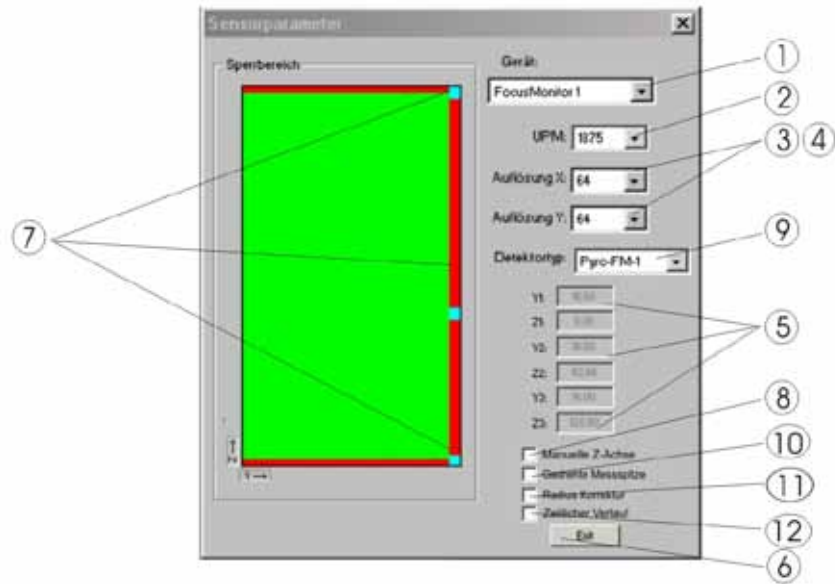 Sensorparameter
Sperrbereich
Gerät:
FocusMonitor1
UPM: 1875
Auflösung X: 64
Auflösung Y: 64
Detektortyp: Pyro-FM-1
Y1:
Z1:
Y2:
Z2:
Y3:
Z3:
Manuelle Z-Achse
Gedrehte Messspitze
Radius Korrektur
Zeitlicher Verlauf
Exit
Z
Y
1
2
3 4
9
7
5
8
10
11
12
6